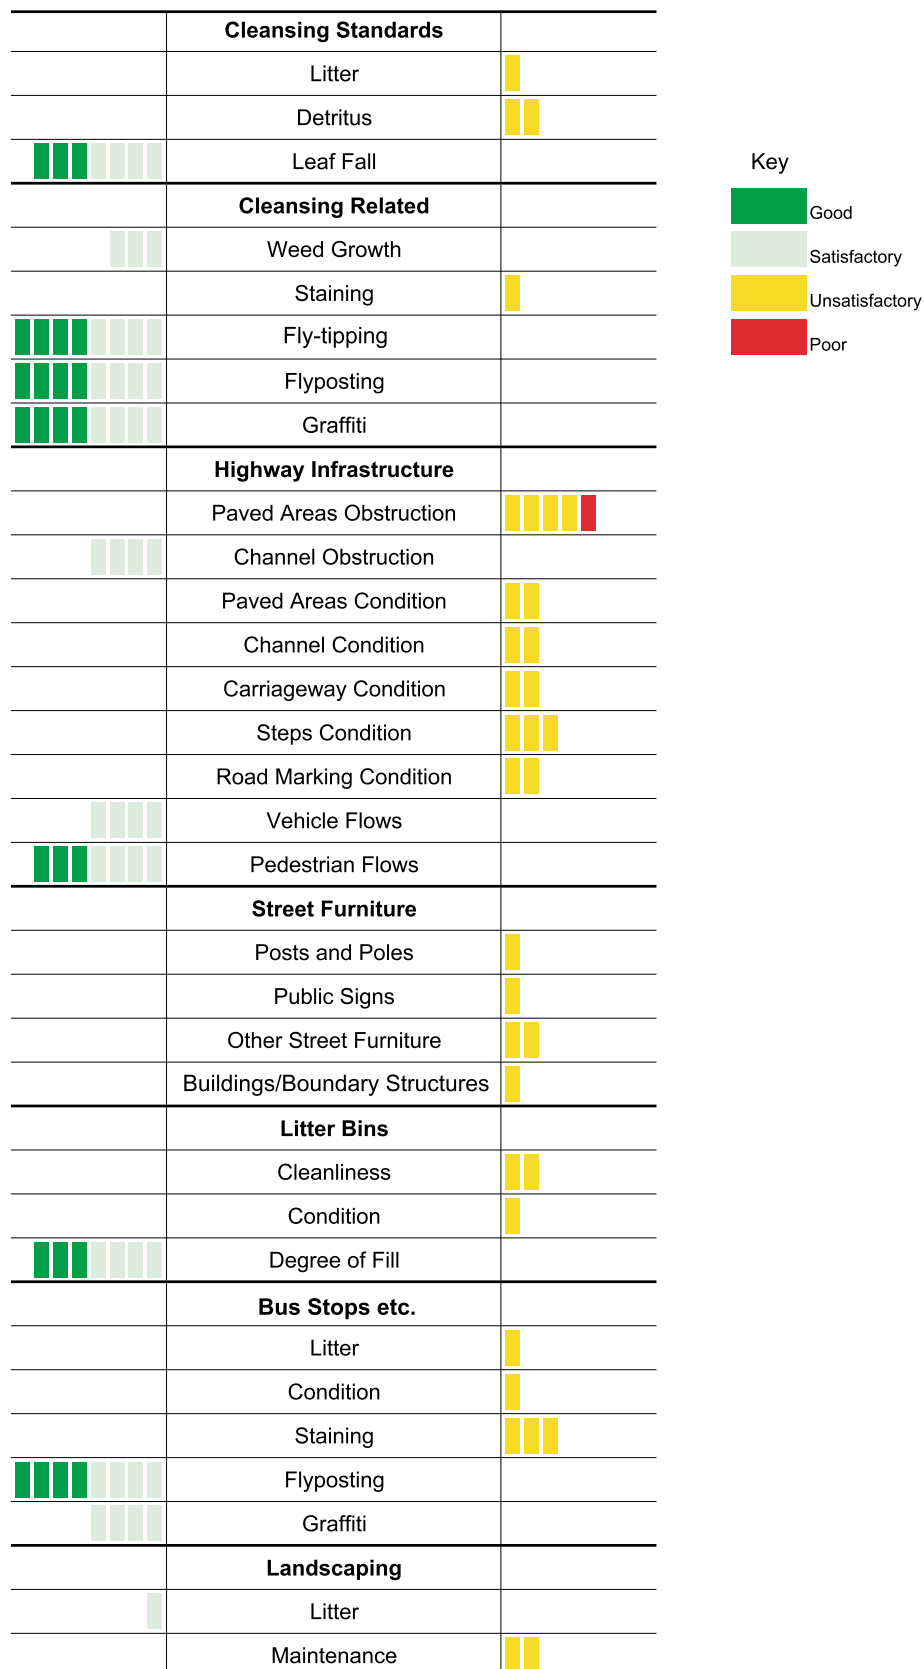 Cleansing Standards
Litter
Detritus
Leaf Fall
Cleansing Related
Weed Growth
Staining
Fly-tipping
Flyposting
Graffiti
Highway Infrastructure
Paved Areas Obstruction
Channel Obstruction
Paved Areas Condition
Channel Condition
Carriageway Condition
Steps Condition
Road Marking Condition
Vehicle Flows
Pedestrian Flows
Street Furniture
Posts and Poles
Public Signs
Other Street Furniture
Buildings/Boundary Structures
Litter Bins
Cleanliness
Condition
Degree of Fill
Bus Stops etc.
Litter
Condition
Staining
Flyposting
Graffiti
Landscaping
Litter
Maintenance
Key
Good
Satisfactory
Unsatisfactory
Poor